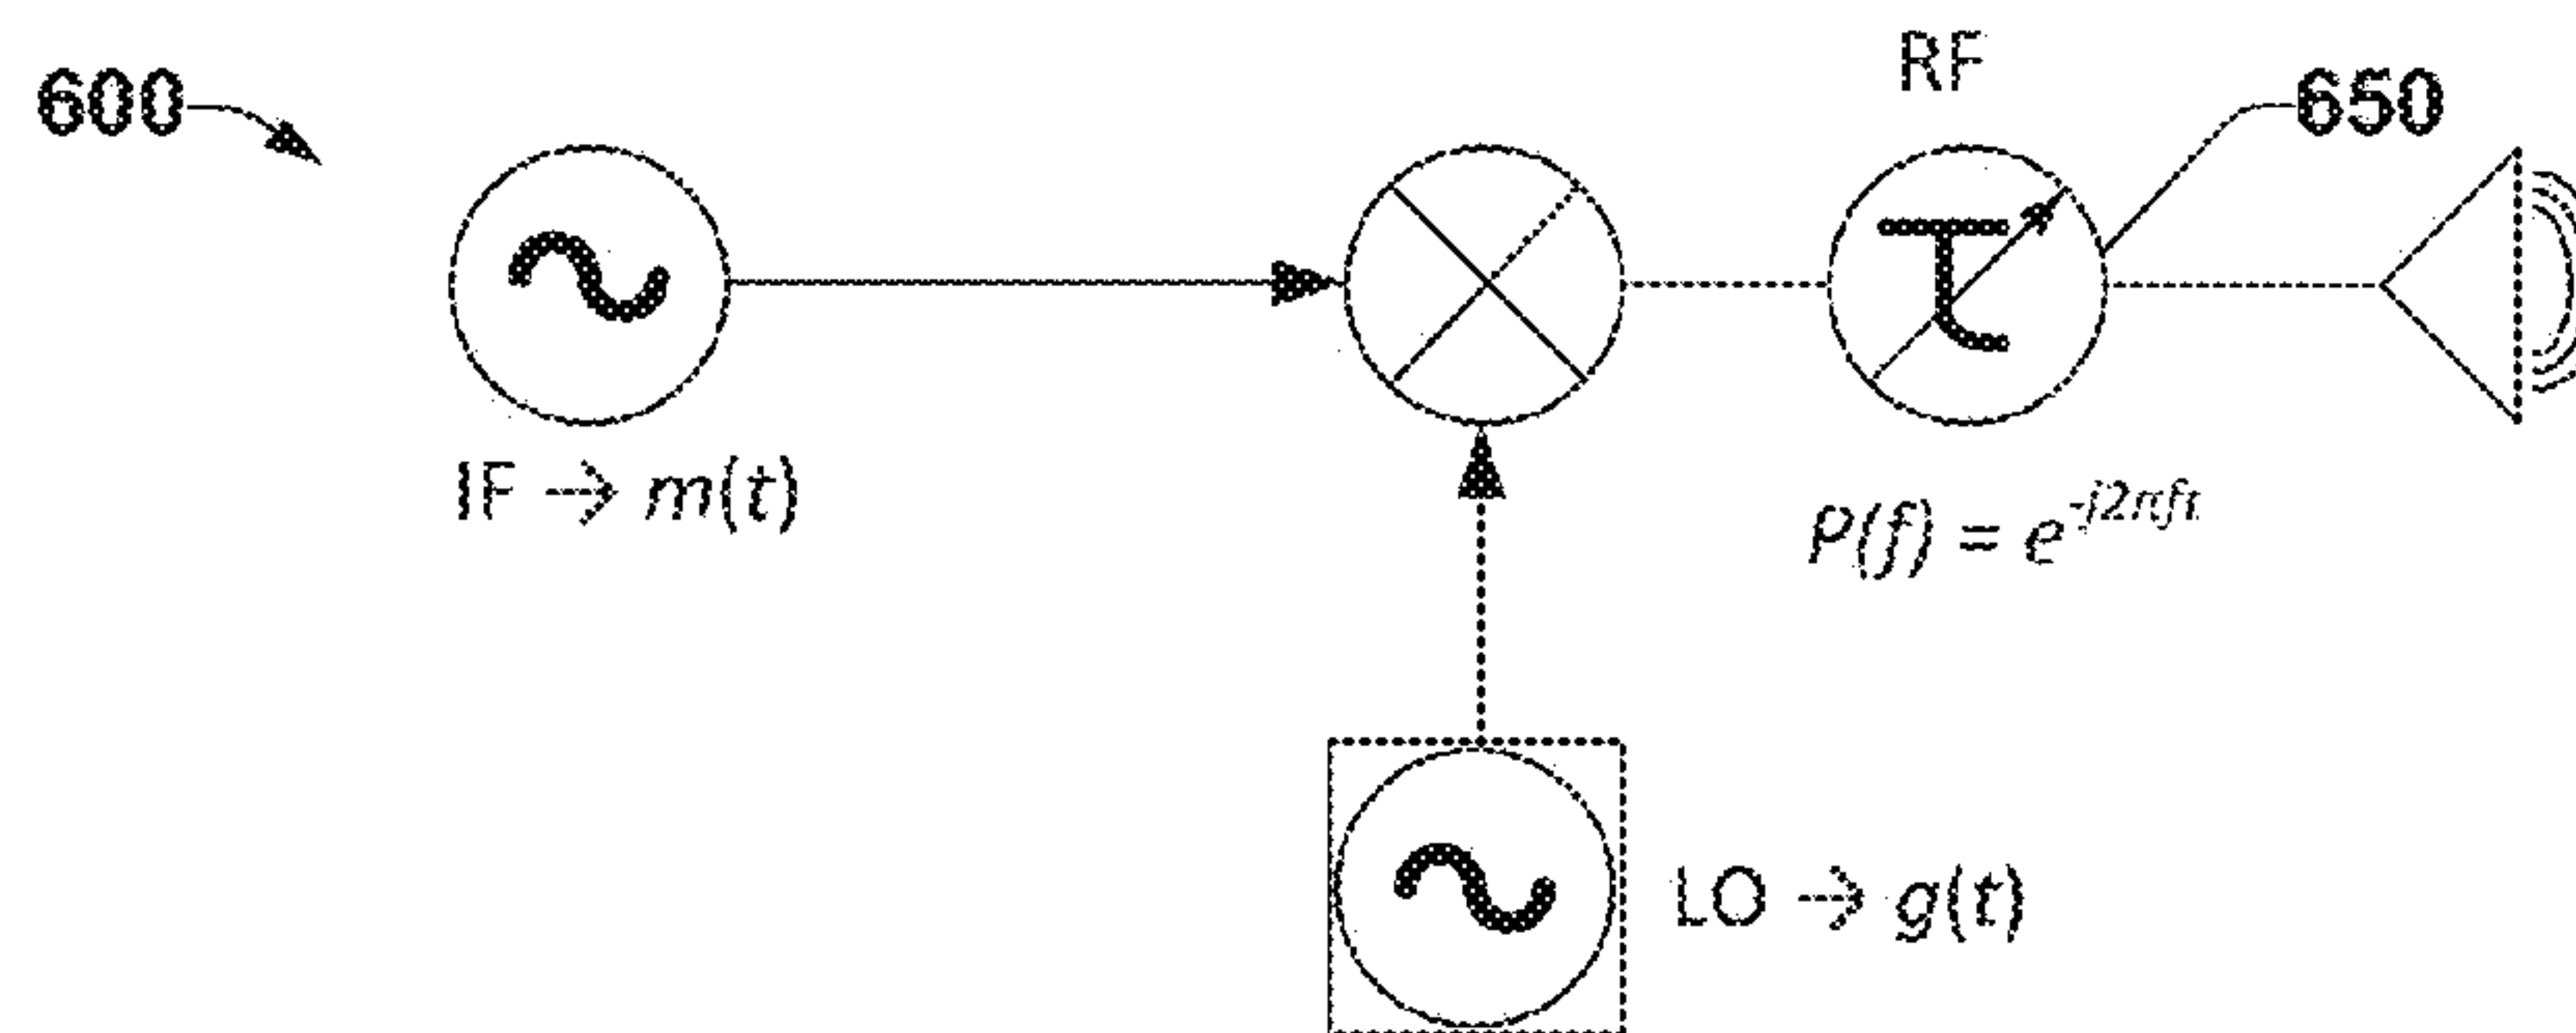 600
RF
650
τ
IF → m(t)
P(f) = e^-j2πfτ
LO → g(t)